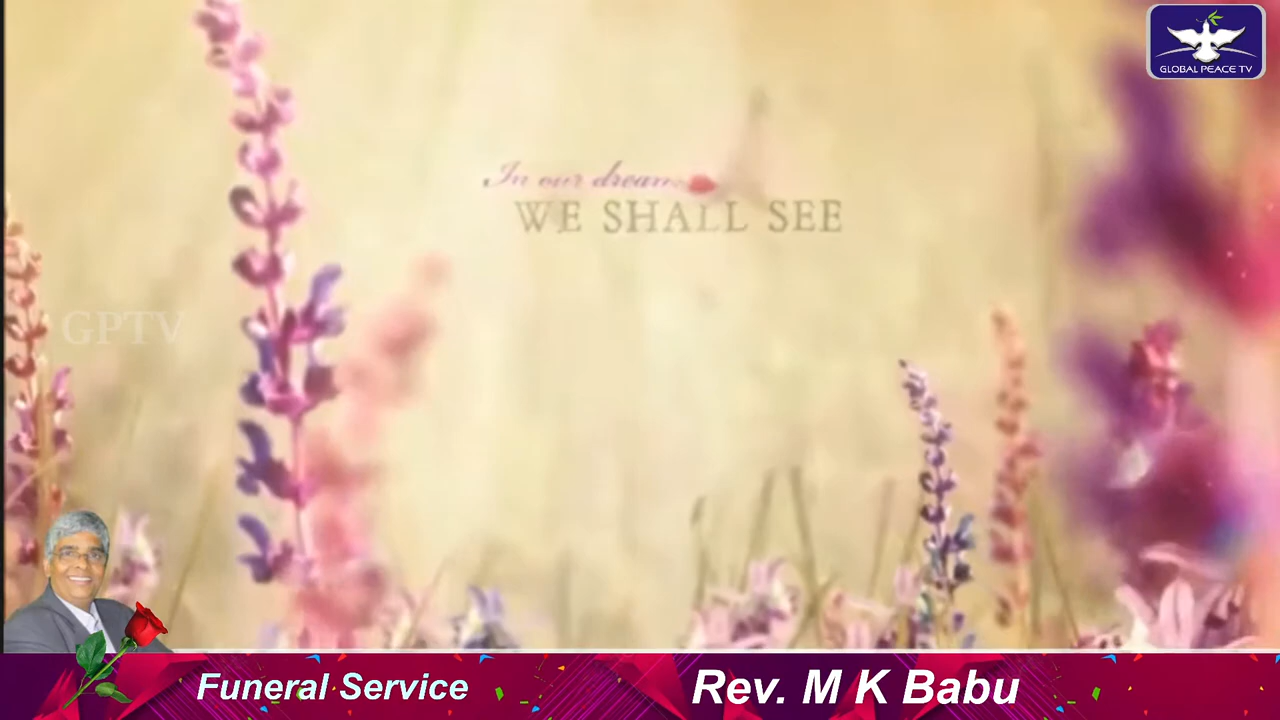 GLOBAL PEACE TV
In our dreams
WE SHALL SEE
GPTV
Funeral Service
Rev. M K Babu